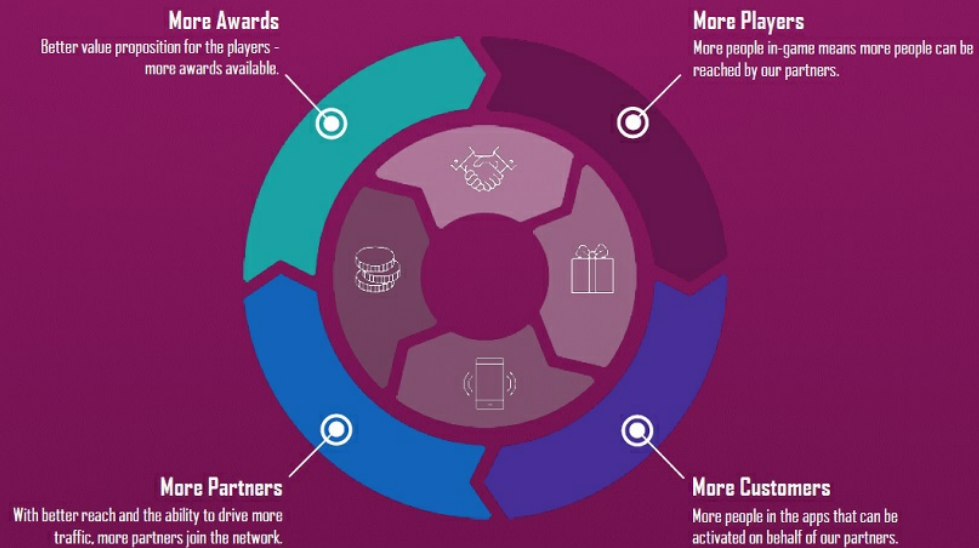 More Awards
Better value proposition for the players -
more awards available.
More Players
More people in-game means more people can be
reached by our partners.
More Partners
With better reach and the ability to drive more
traffic, more partners join the network.
More Customers
More people in the apps that can be
activated on behalf of our partners.